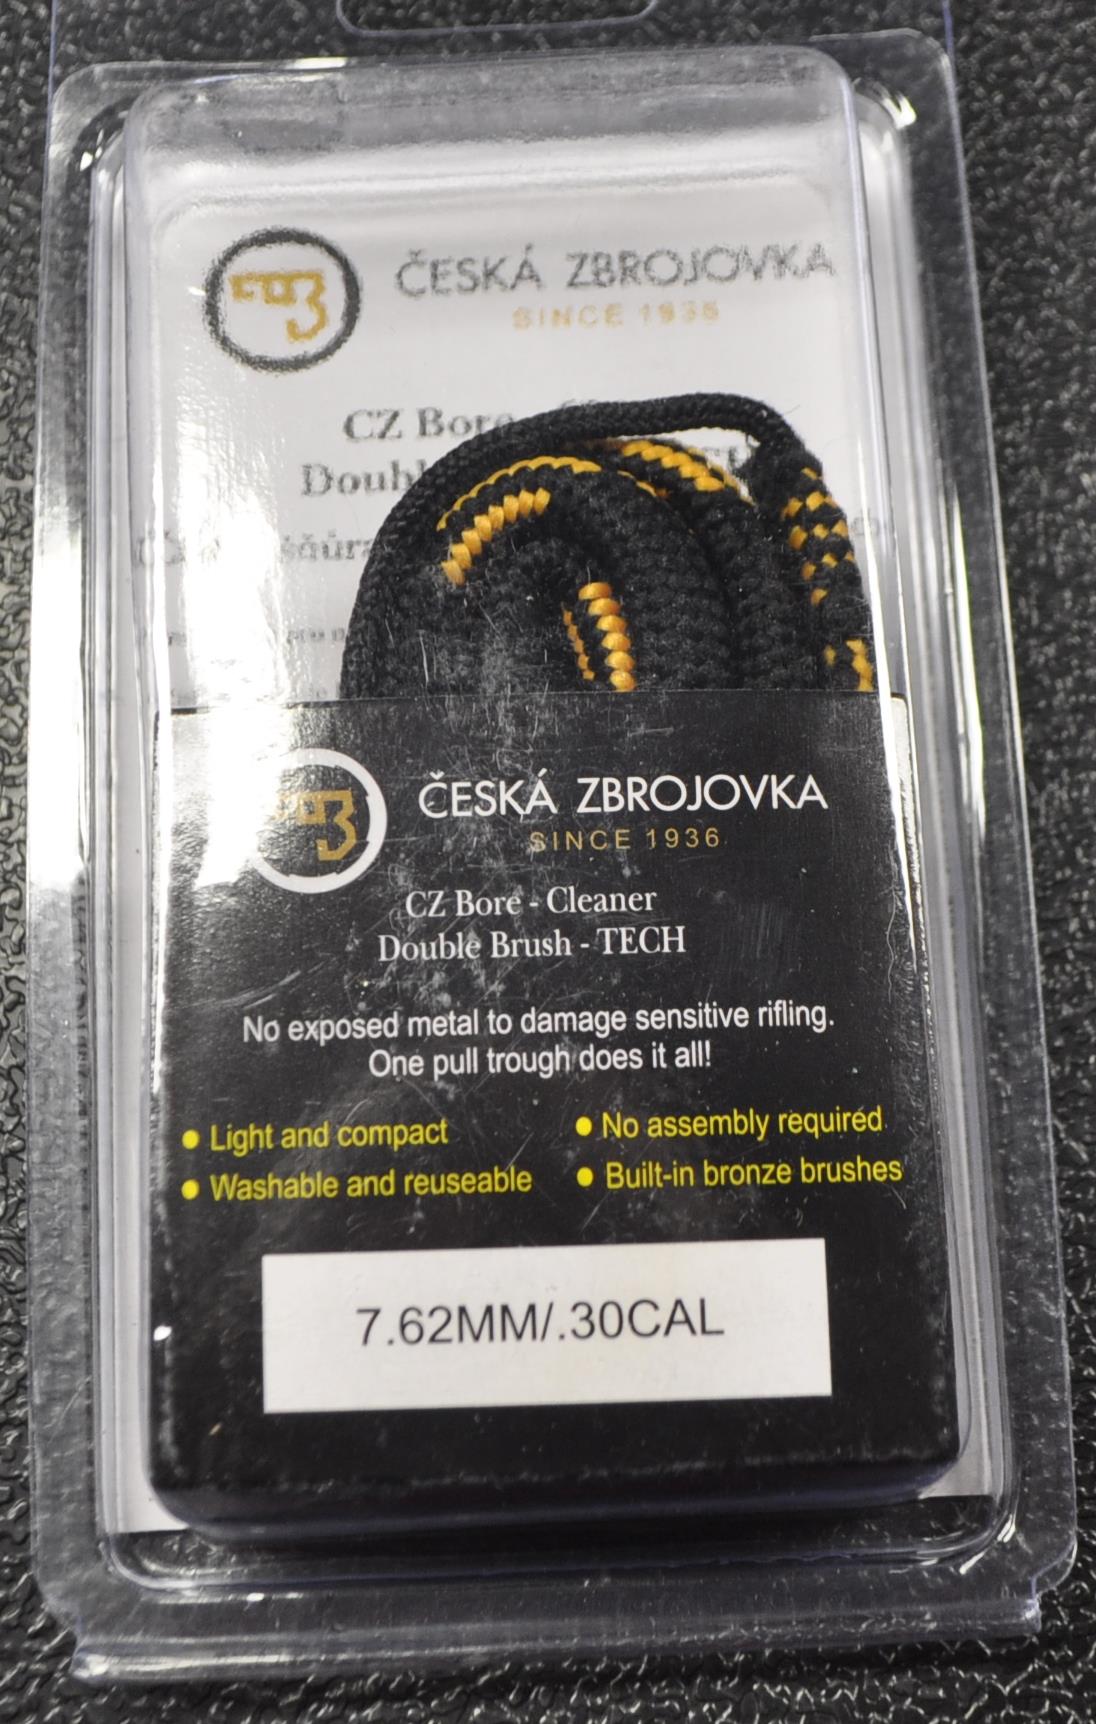 ČESKÁ ZBROJOVKA
SINCE 1936
CZ Bore
ČESKÁ ZBROJOVKA
SINCE 1936
CZ Bore - Cleaner
Double Brush - TECH
No exposed metal to damage sensitive rifling.
One pull trough does it all!
• Light and compact
• No assembly required
• Washable and reuseable
• Built-in bronze brushes
7.62MM/.30CAL